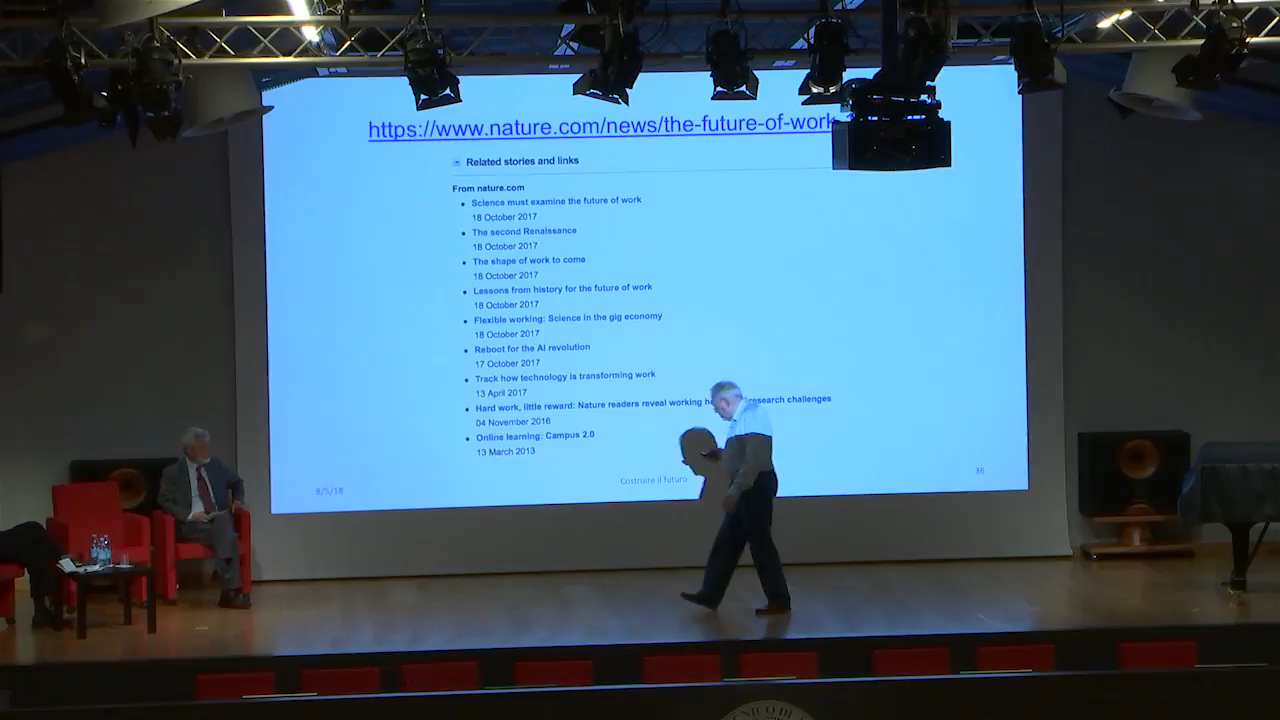 https://www.nature.com/news/the-future-of-work-
Related stories and links
From nature.com
• Science must examine the future of work
18 October 2017
• The second Renaissance
18 October 2017
• The shape of work to come
18 October 2017
• Lessons from history for the future of work
18 October 2017
• Flexible working: Science in the gig economy
18 October 2017
• Reboot for the AI revolution
17 October 2017
• Track how technology is transforming work
13 April 2017
• Hard work, little reward: Nature readers reveal working research challenges
04 November 2016
• Online learning: Campus 2.0
13 March 2013
8/5/18
Costruire il futuro
36